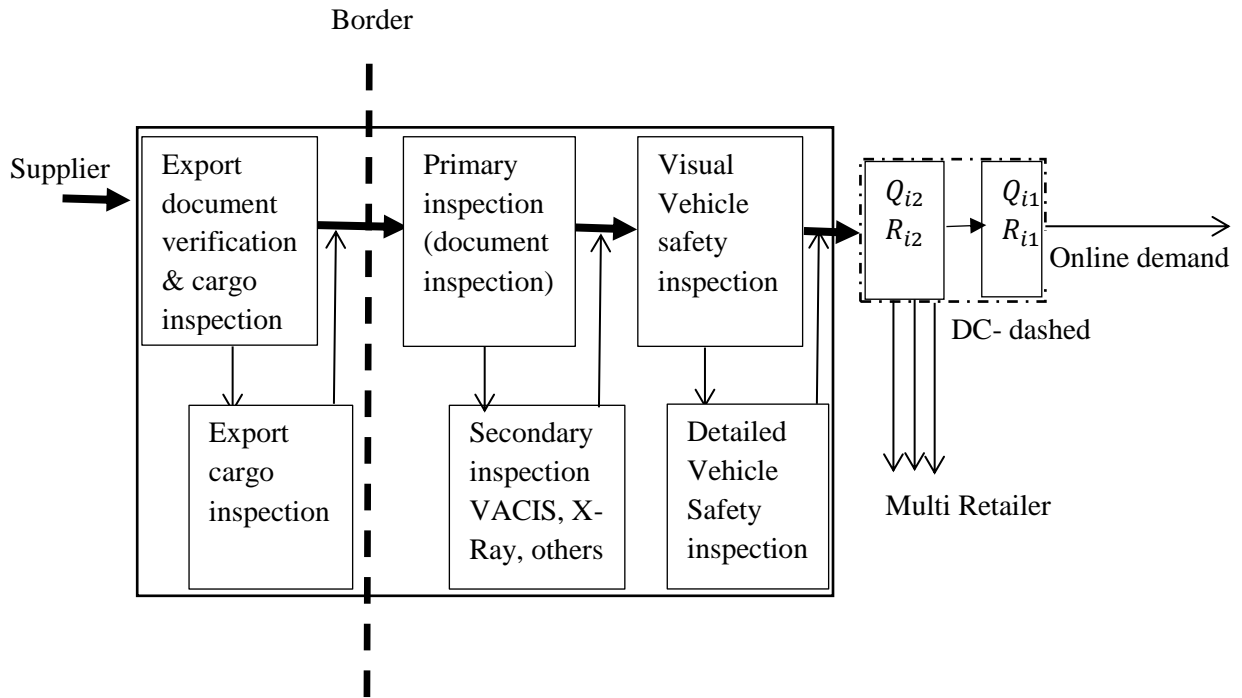 Border
Supplier
Export
document
verification
& cargo
inspection
Primary
inspection
(document
inspection)
Visual
Vehicle
safety
inspection
Q_{i2}
R_{i2}
Q_{i1}
R_{i1}
Online demand
DC- dashed
Export
cargo
inspection
Secondary
inspection
VACIS, X-
Ray, others
Detailed
Vehicle
Safety
inspection
Multi Retailer